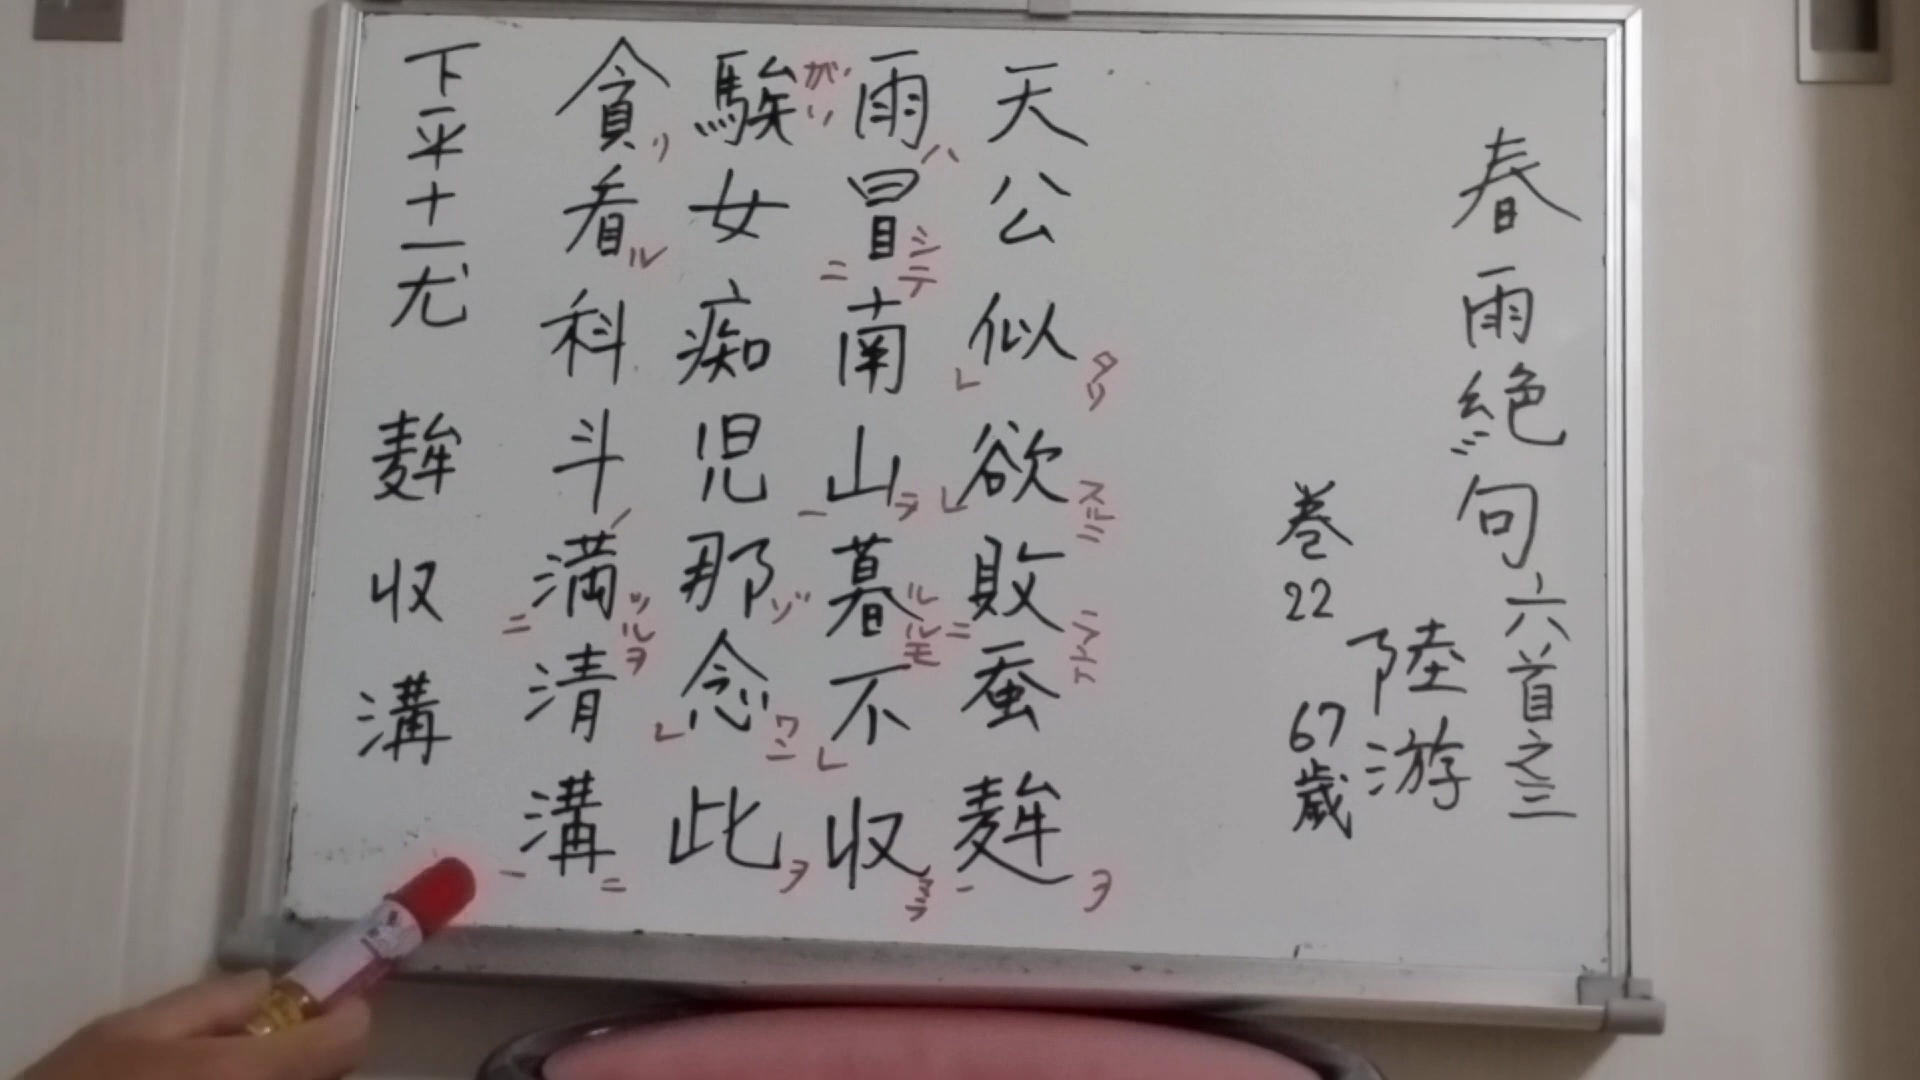 春雨絶句六首之三
陸游
巻22 67歳
天公似欲敗蚕麰
雨冒南山暮不収
騃女痴児那念此
貪看科斗満清溝
下平十一尤 麰 収 溝